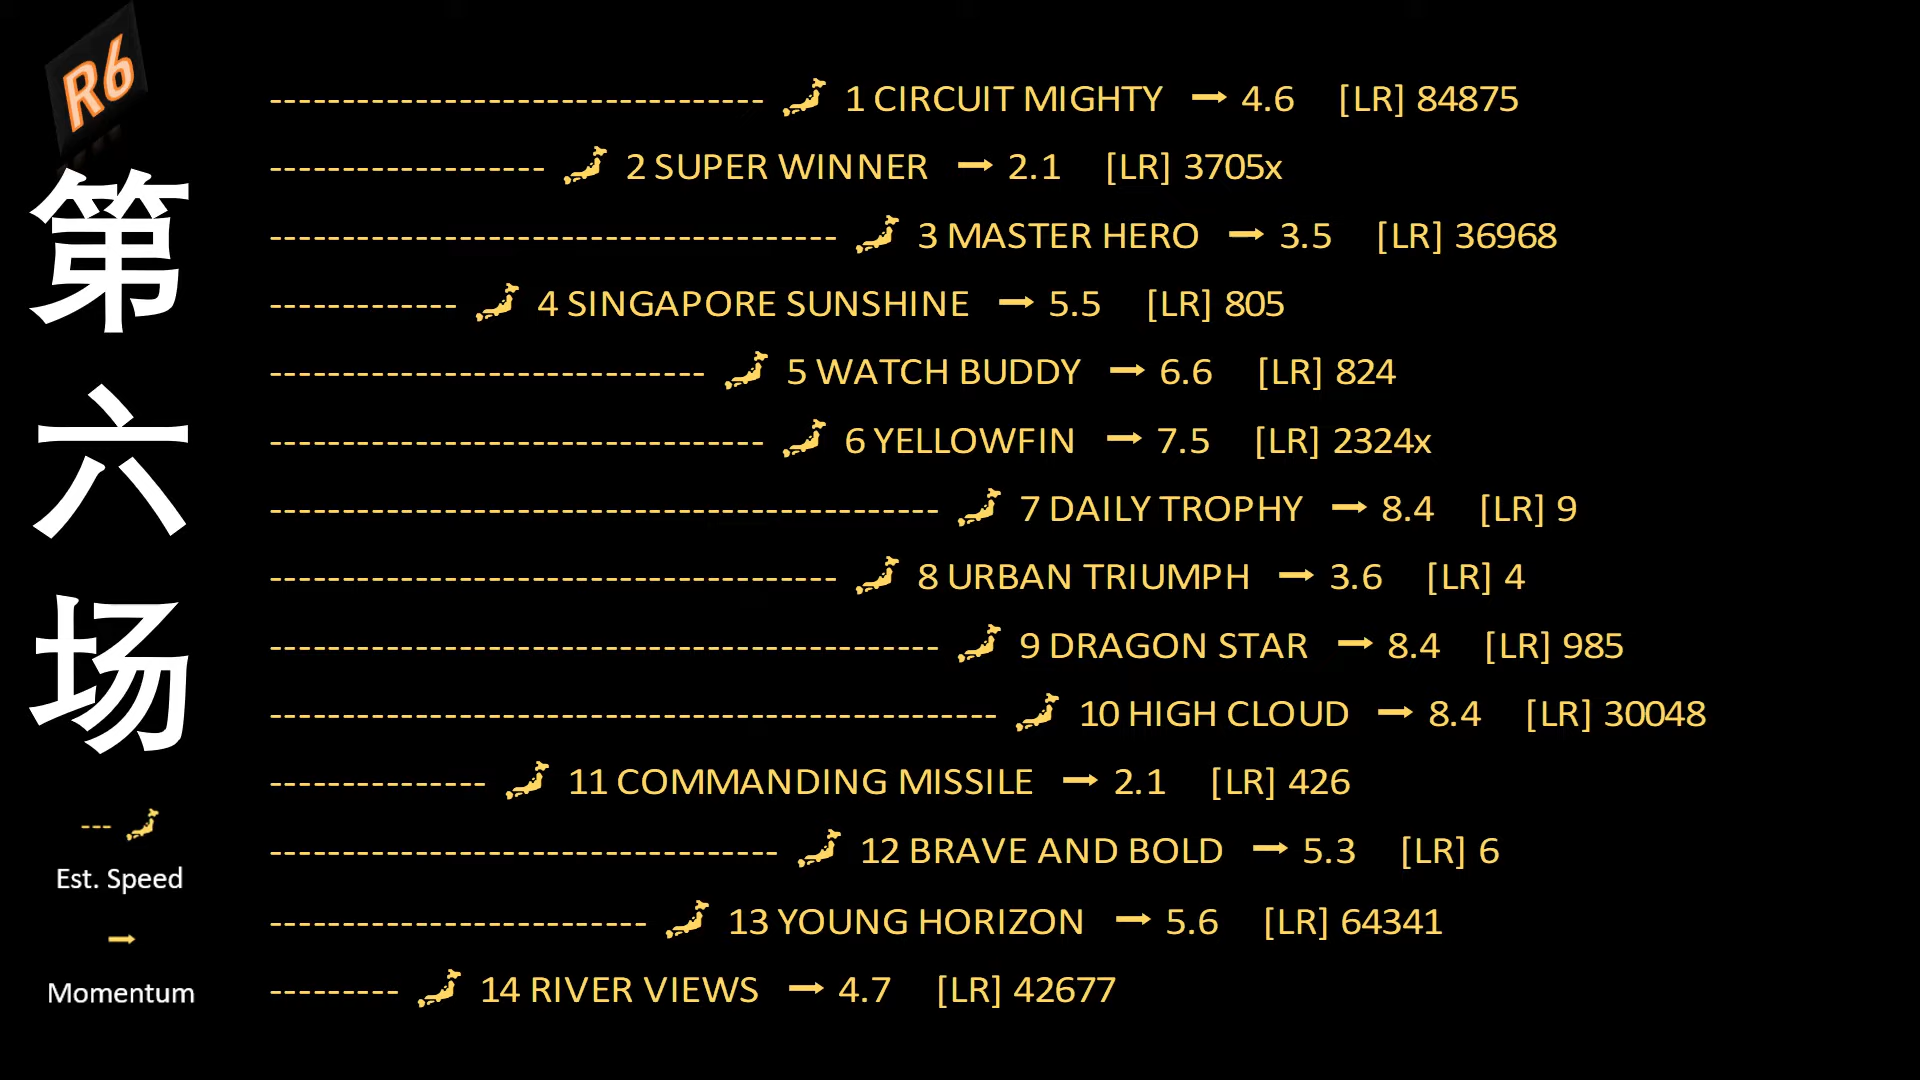 R6
第六场
---------------------------------- 1 CIRCUIT MIGHTY → 4.6 [LR] 84875
------------------- 2 SUPER WINNER → 2.1 [LR] 3705x
--------------------------------------- 3 MASTER HERO → 3.5 [LR] 36968
------------- 4 SINGAPORE SUNSHINE → 5.5 [LR] 805
------------------------------ 5 WATCH BUDDY → 6.6 [LR] 824
---------------------------------- 6 YELLOWFIN → 7.5 [LR] 2324x
---------------------------------------------- 7 DAILY TROPHY → 8.4 [LR] 9
--------------------------------------- 8 URBAN TRIUMPH → 3.6 [LR] 4
---------------------------------------------- 9 DRAGON STAR → 8.4 [LR] 985
-------------------------------------------------- 10 HIGH CLOUD → 8.4 [LR] 30048
--------------- 11 COMMANDING MISSILE → 2.1 [LR] 426
----------------------------------- 12 BRAVE AND BOLD → 5.3 [LR] 6
-------------------------- 13 YOUNG HORIZON → 5.6 [LR] 64341
--------- 14 RIVER VIEWS → 4.7 [LR] 42677
---
Est. Speed
→
Momentum